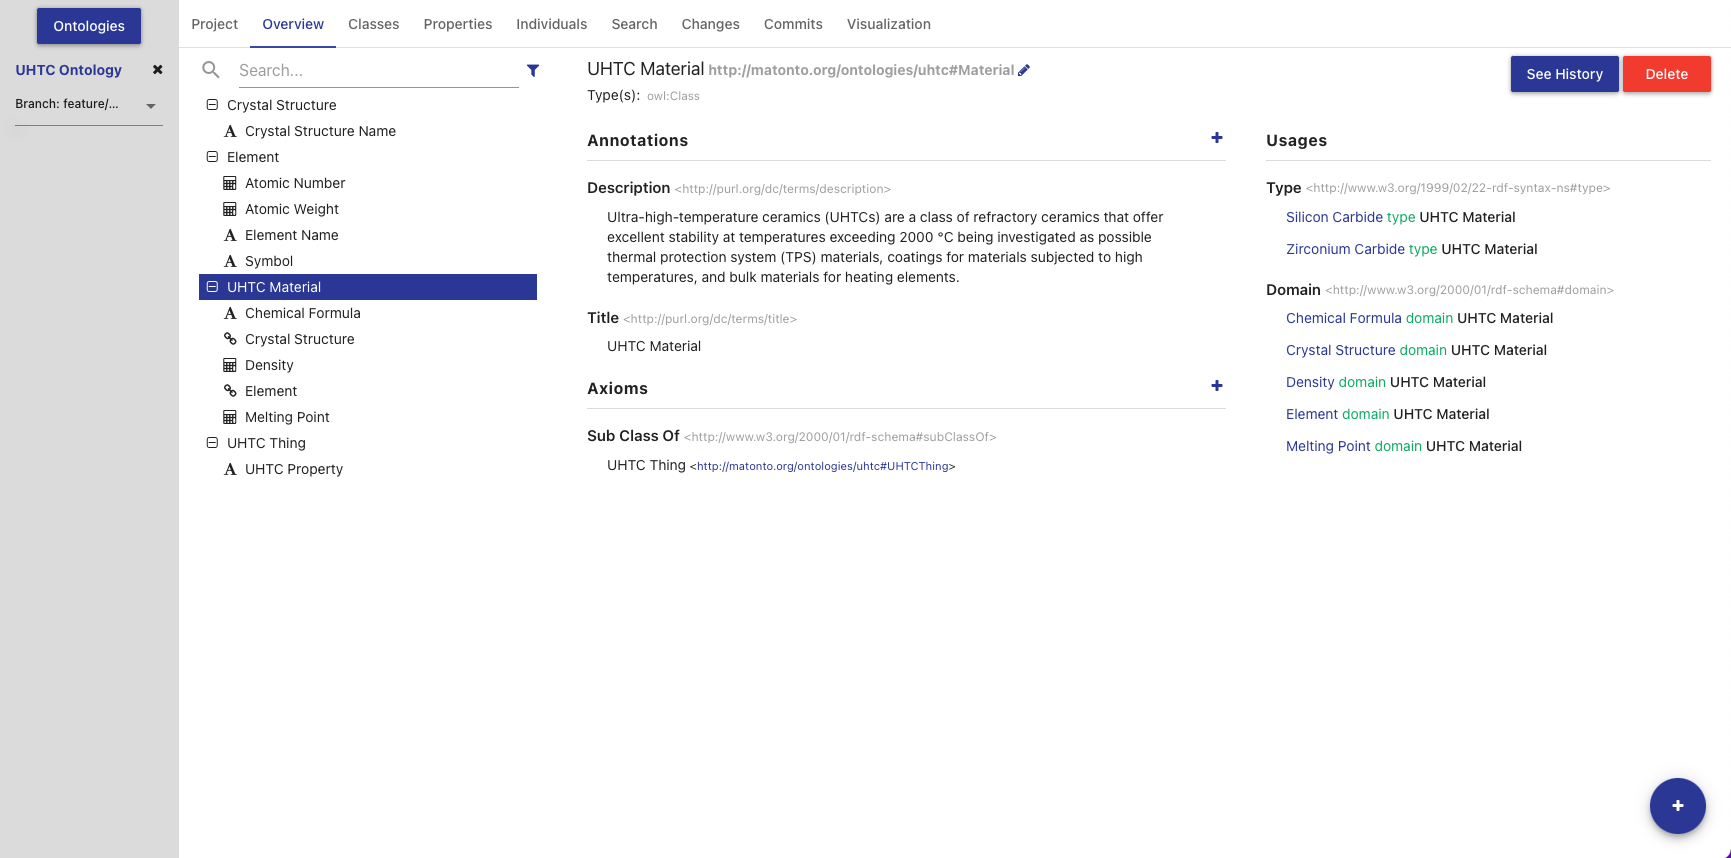 Ontologies
UHTC Ontology
Branch: feature/...
Project Overview Classes Properties Individuals Search Changes Commits Visualization
Search...
Crystal Structure
Crystal Structure Name
Element
Atomic Number
Atomic Weight
Element Name
Symbol
UHTC Material
Chemical Formula
Crystal Structure
Density
Element
Melting Point
UHTC Thing
UHTC Property
UHTC Material http://matonto.org/ontologies/uhtc#Material
Type(s): owl:Class
See History
Delete
Annotations
Description <http://purl.org/dc/terms/description>
Ultra-high-temperature ceramics (UHTCs) are a class of refractory ceramics that offer
excellent stability at temperatures exceeding 2000 °C being investigated as possible
thermal protection system (TPS) materials, coatings for materials subjected to high
temperatures, and bulk materials for heating elements.
Title <http://purl.org/dc/terms/title>
UHTC Material
Axioms
Sub Class Of <http://www.w3.org/2000/01/rdf-schema#subClassOf>
UHTC Thing <http://matonto.org/ontologies/uhtc#UHTCThing>
Usages
Type <http://www.w3.org/1999/02/22-rdf-syntax-ns#type>
Silicon Carbide type UHTC Material
Zirconium Carbide type UHTC Material
Domain <http://www.w3.org/2000/01/rdf-schema#domain>
Chemical Formula domain UHTC Material
Crystal Structure domain UHTC Material
Density domain UHTC Material
Element domain UHTC Material
Melting Point domain UHTC Material